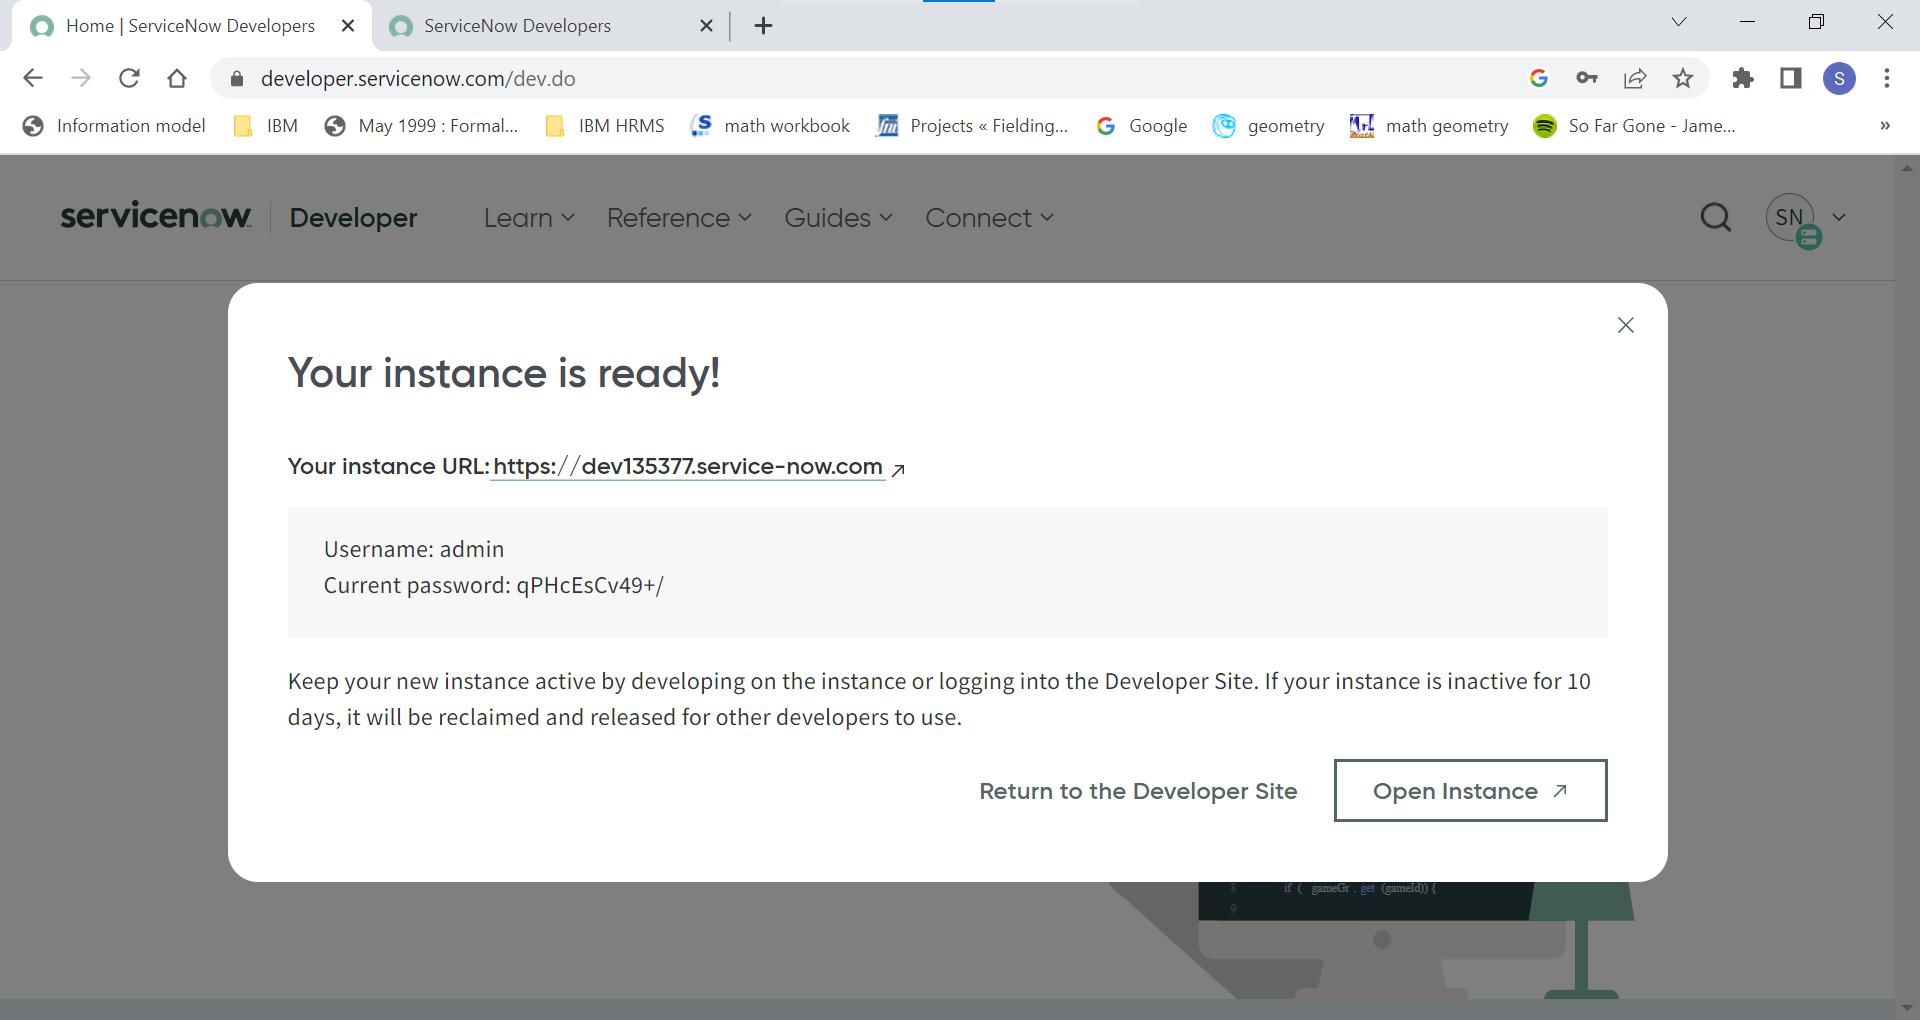 Home | ServiceNow Developers
ServiceNow Developers
developer.servicenow.com/dev.do
S
Information model
IBM
May 1999 : Formal...
IBM HRMS
math workbook
Projects « Fielding...
Google
geometry
math geometry
So Far Gone - Jame...
»
servicenow
Developer
Learn
Reference
Guides
Connect
SN
Your instance is ready!
Your instance URL: https://dev135377.service-now.com
Username: admin
Current password: qPHcEsCv49+/
Keep your new instance active by developing on the instance or logging into the Developer Site. If your instance is inactive for 10
days, it will be reclaimed and released for other developers to use.
Return to the Developer Site
Open Instance
8 if ( gameGr . get (gameId)) {
9